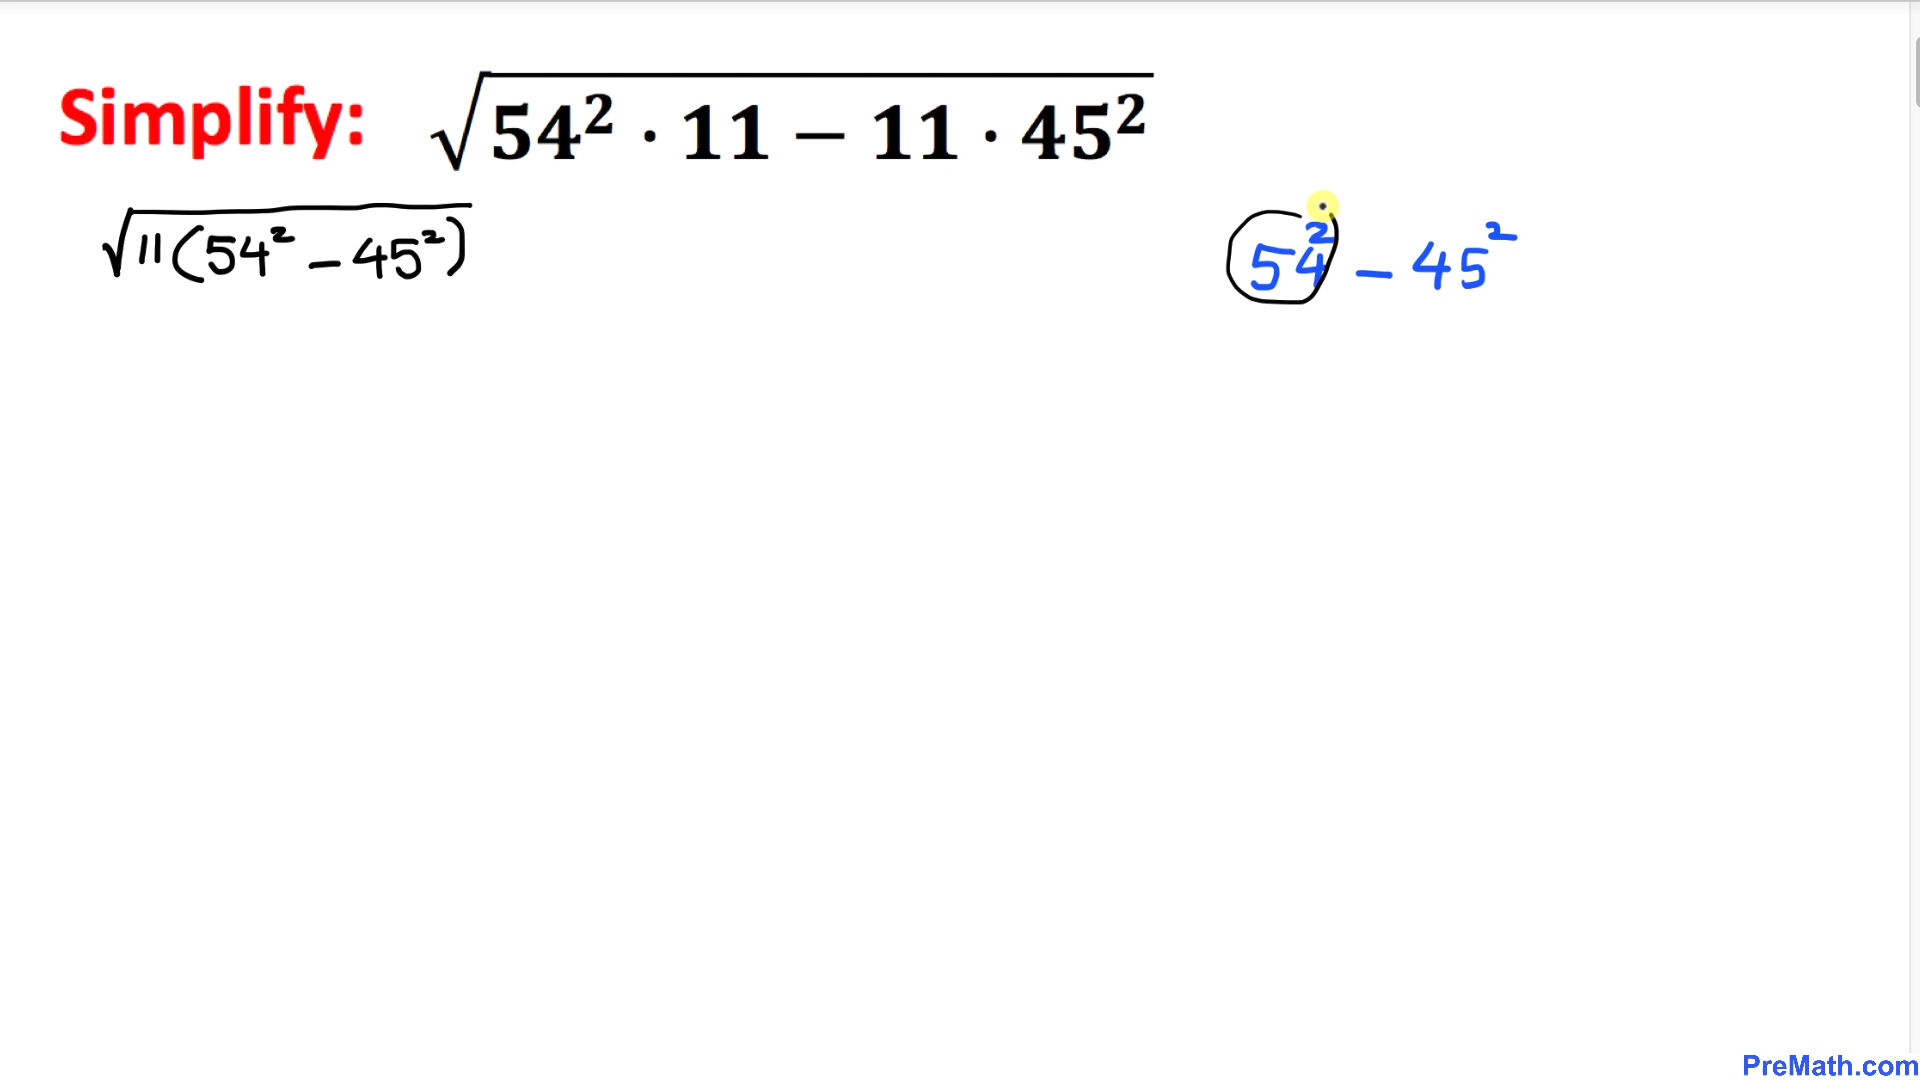 Simplify: √54² · 11 – 11 · 45²
√11(54² – 45²)
54² – 45²
PreMath.com